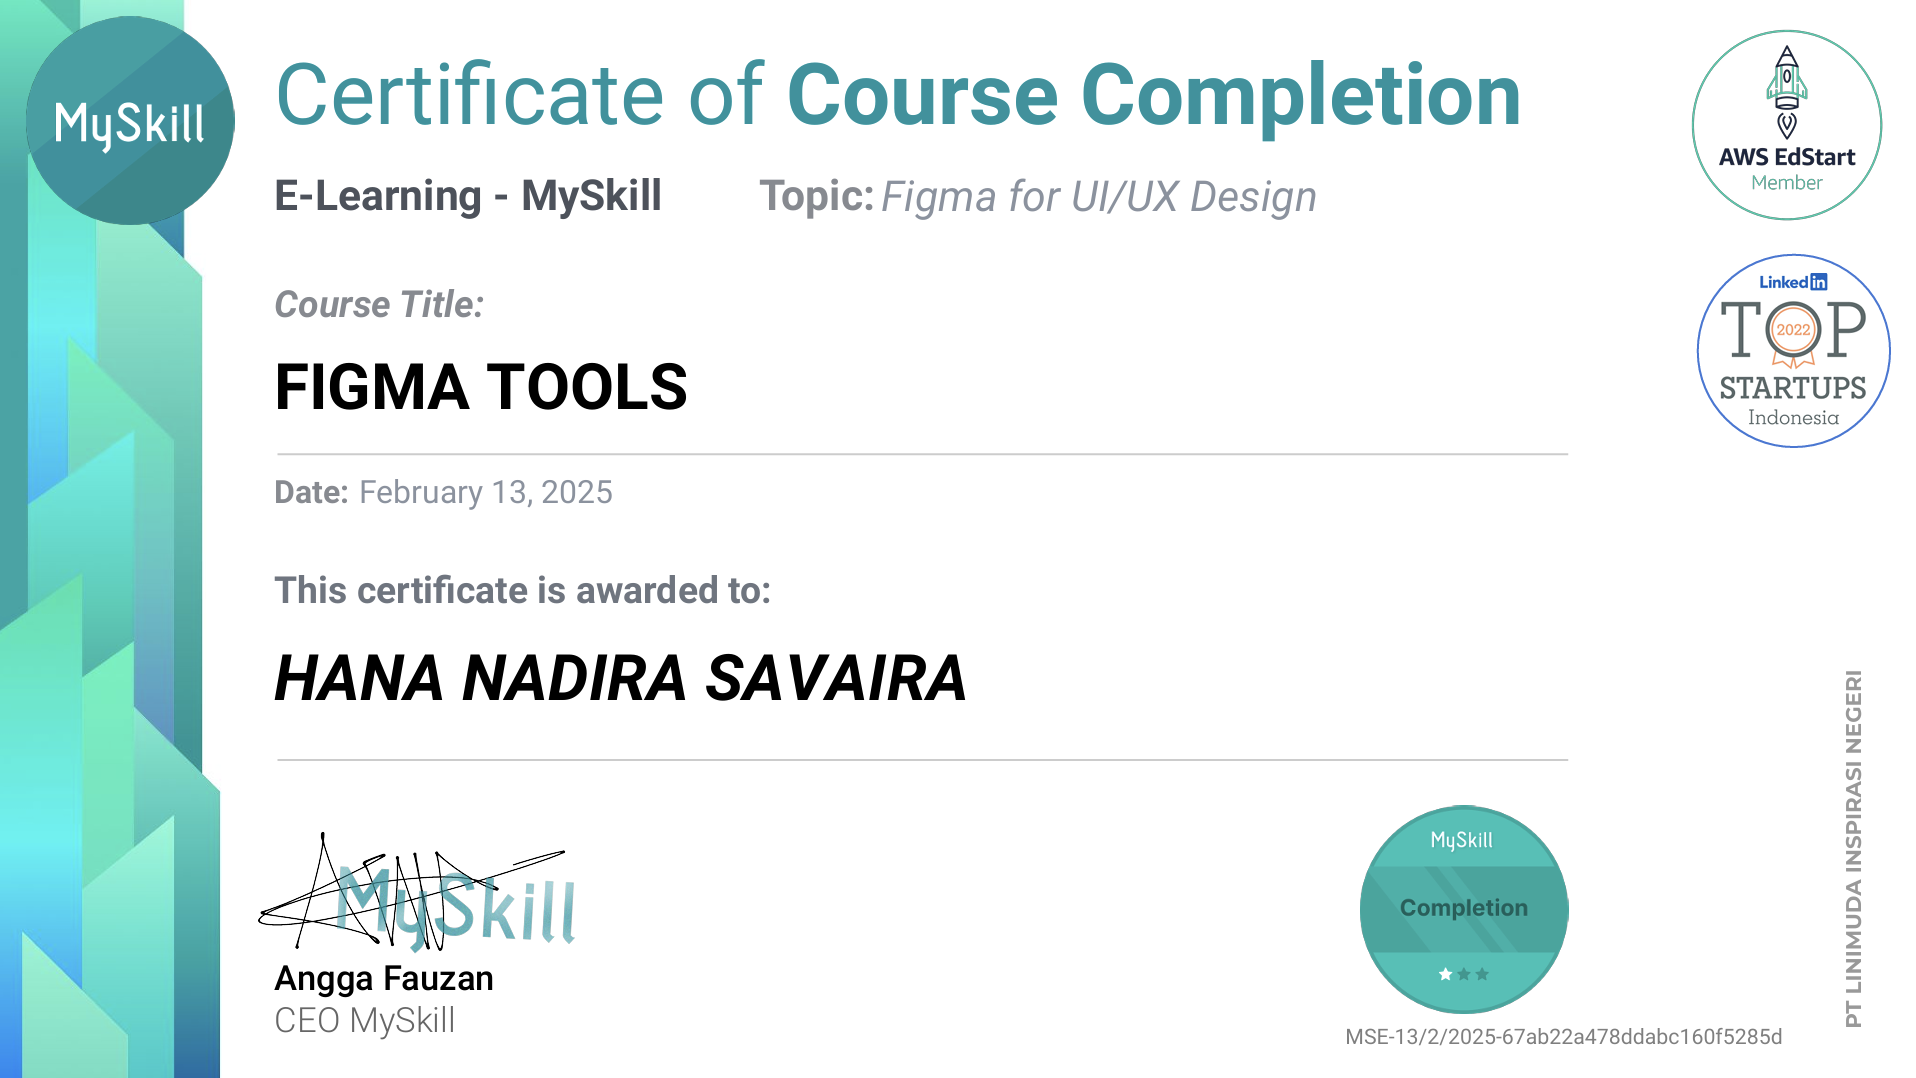 MySkill
Certificate of Course Completion
E-Learning - MySkill
Topic: Figma for UI/UX Design
AWS EdStart
Member
Course Title:
FIGMA TOOLS
LinkedIn
TOP
2022
STARTUPS
Indonesia
Date: February 13, 2025
This certificate is awarded to:
HANA NADIRA SAVAIRA
MySkill
Angga Fauzan
CEO MySkill
MySkill
Completion
MSE-13/2/2025-67ab22a478ddabc160f5285d
PT LINIMUDA INSPIRASI NEGERI